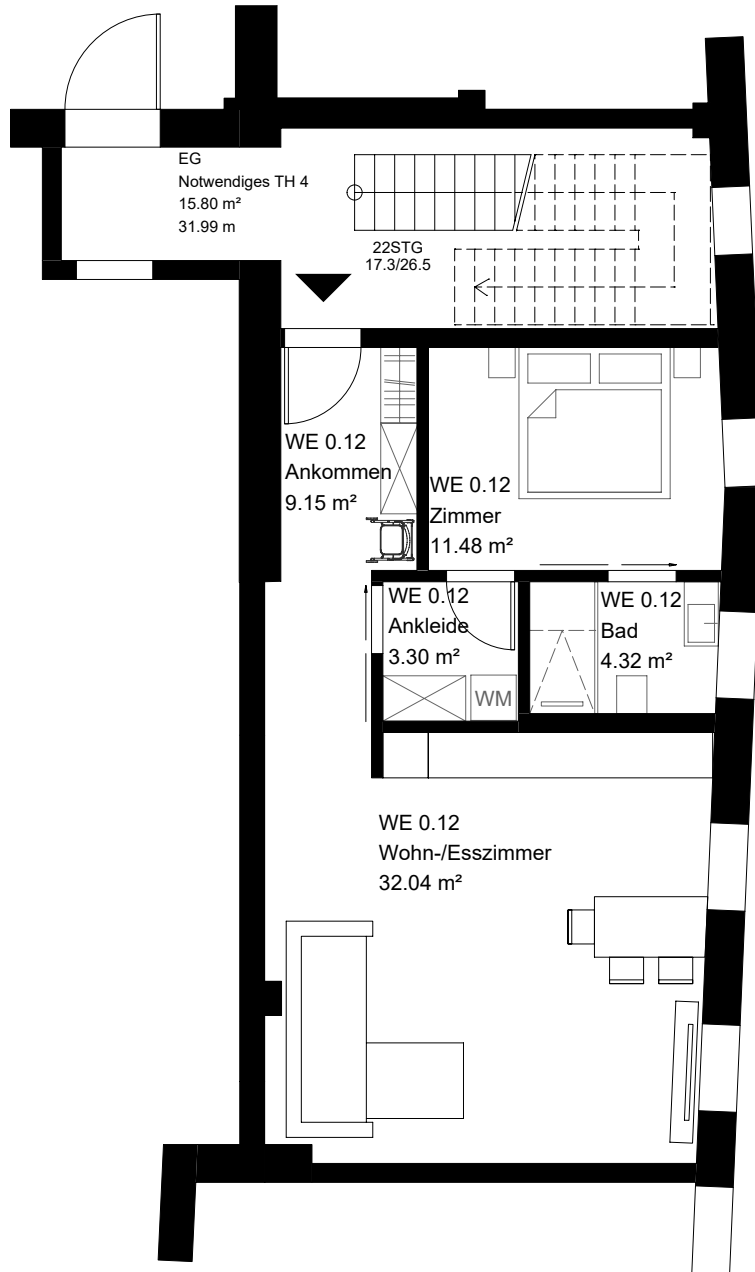 EG
Notwendiges TH 4
15.80 m²
31.99 m
22STG
17.3/26.5
WE 0.12
Ankommen
9.15 m²
WE 0.12
Zimmer
11.48 m²
WE 0.12
Ankleide
3.30 m²
WE 0.12
Bad
4.32 m²
WM
WE 0.12
Wohn-/Esszimmer
32.04 m²